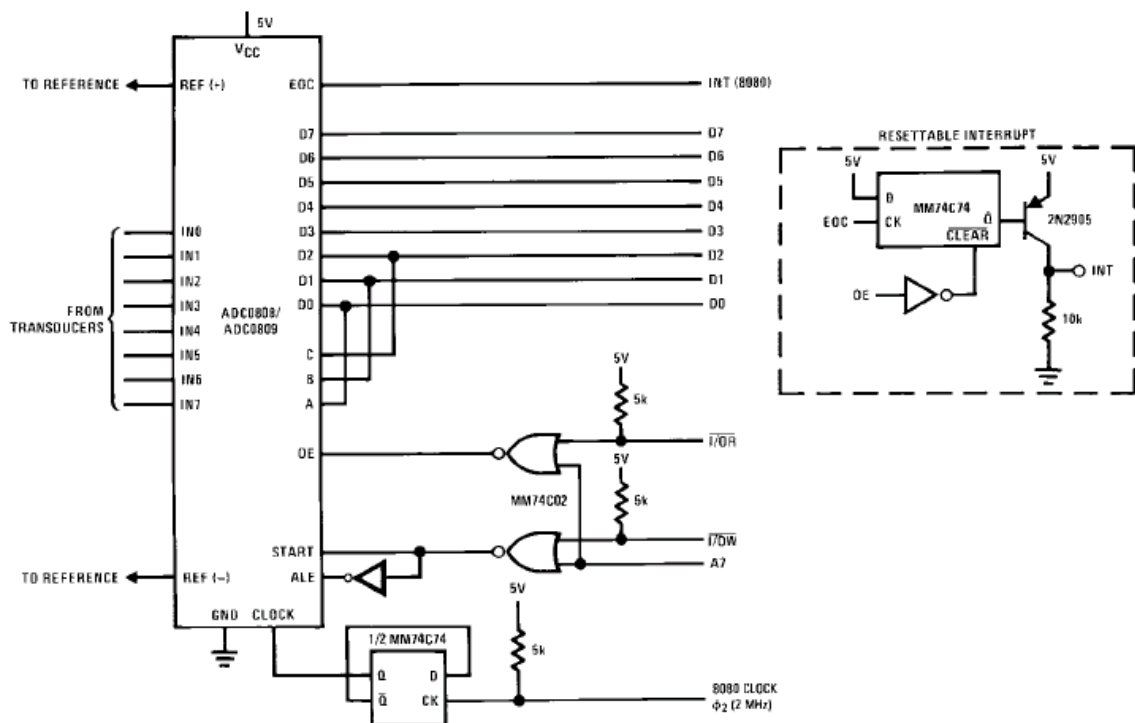 5V
VCC
TO REFERENCE
REF (+)
EOC
INT (8080)
D7
D7
D6
D6
D5
D5
D4
D4
D3
D3
D2
D2
D1
D1
D0
D0
IN0
IN1
IN2
IN3
IN4
IN5
IN6
IN7
FROM
TRANSDUCERS
ADC0808/
ADC0809
C
B
A
OE
START
ALE
TO REFERENCE
REF (−)
GND
CLOCK
5V
5k
I/OR
5V
MM74C02
5k
I/OW
A7
5V
1/2 MM74C74
5k
Q
D
Q
CK
8080 CLOCK
ϕ2 (2 MHz)
RESETTABLE INTERRUPT
5V
5V
D
MM74C74
EOC
CK
Q
2N2905
CLEAR
INT
OE
10k